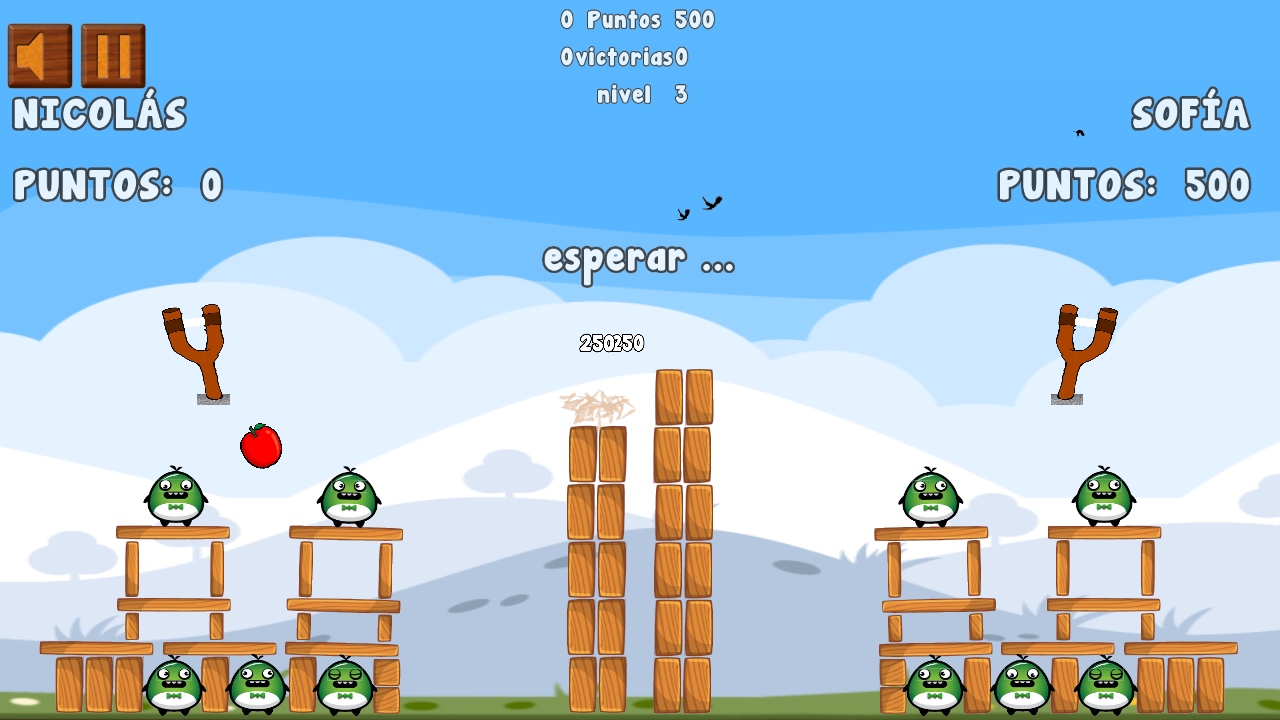 0 Puntos 500
0victorias0
nivel 3
NICOLÁS
SOFÍA
PUNTOS: 0
PUNTOS: 500
esperar ...
250250